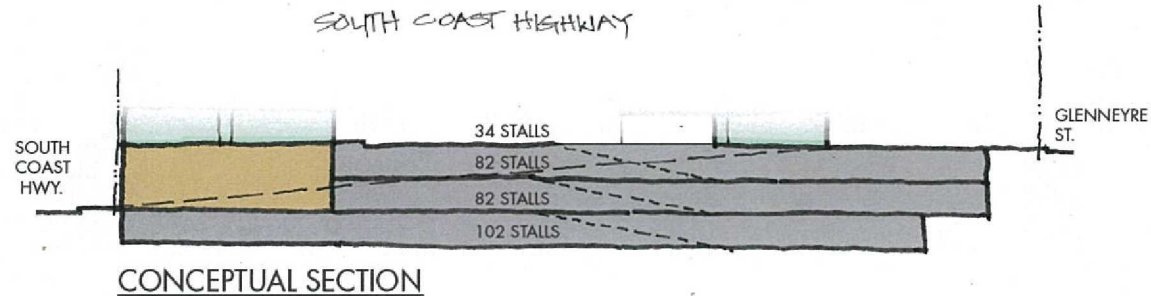 SOUTH COAST HIGHWAY
SOUTH
COAST
HWY.
GLENNEYRE
ST.
34 STALLS
82 STALLS
82 STALLS
102 STALLS
CONCEPTUAL SECTION